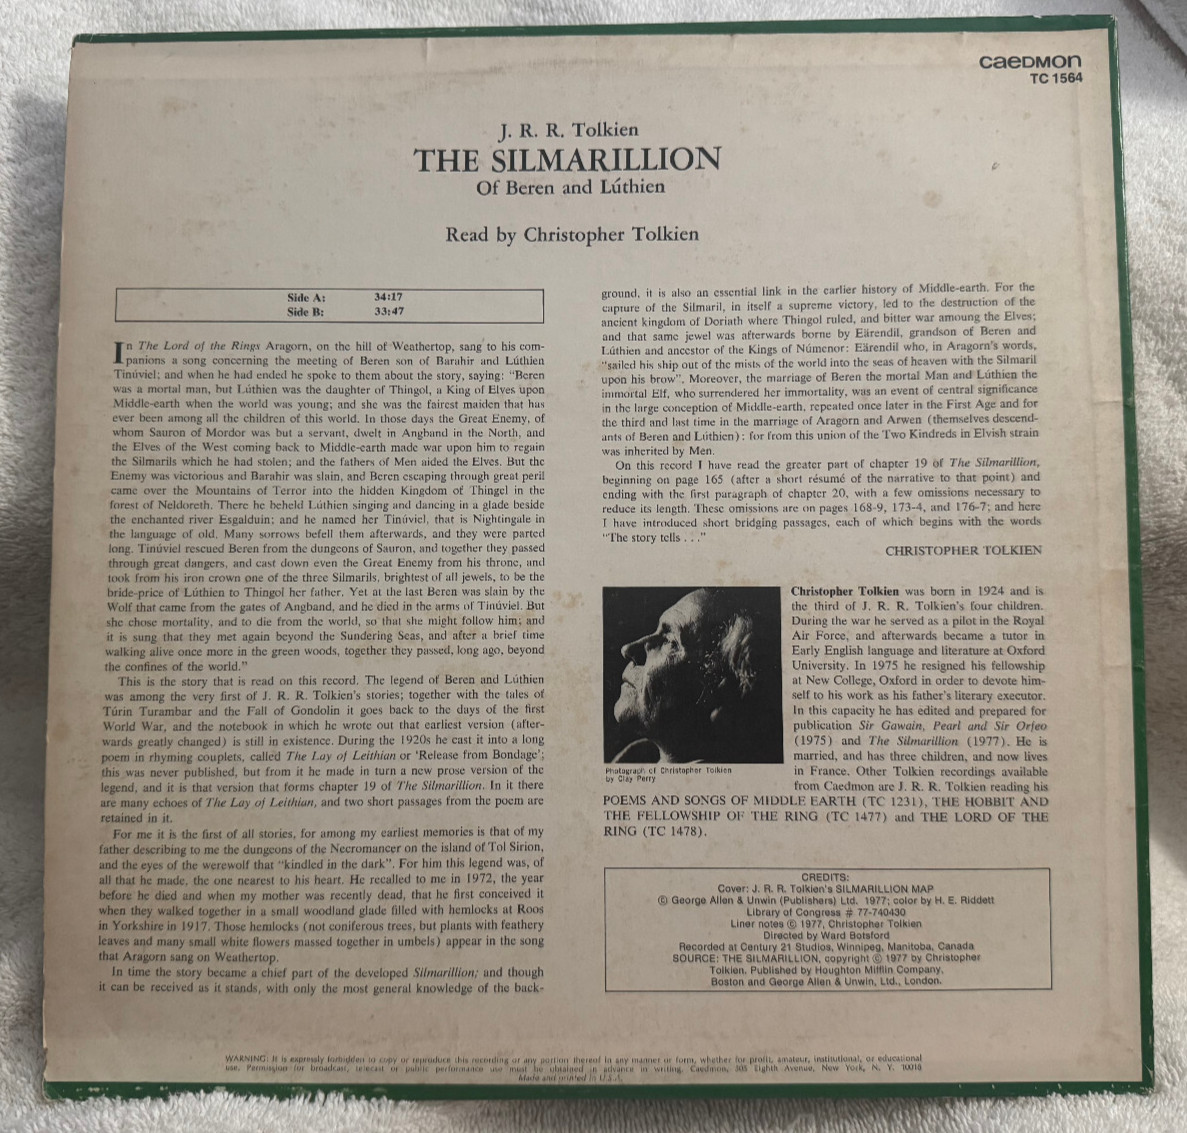 CAEDMON
TC 1564
J. R. R. Tolkien
THE SILMARILLION
Of Beren and Lúthien
Read by Christopher Tolkien
Side A: 34:17
Side B: 33:47
In The Lord of the Rings Aragorn, on the hill of Weathertop, sang to his com-
panions a song concerning the meeting of Beren son of Barahir and Lúthien
Tinúviel; and when he had ended he spoke to them about the story, saying: "Beren
was a mortal man, but Lúthien was the daughter of Thingol, a King of Elves upon
Middle-earth when the world was young; and she was the fairest maiden that has
ever been among all the children of this world. In those days the Great Enemy, of
whom Sauron of Mordor was but a servant, dwelt in Angband in the North, and
the Elves of the West coming back to Middle-earth made war upon him to regain
the Silmarils which he had stolen; and the fathers of Men aided the Elves. But the
Enemy was victorious and Barahir was slain, and Beren escaping through great peril
came over the Mountains of Terror into the hidden Kingdom of Thingel in the
forest of Neldoreth. There he beheld Lúthien singing and dancing in a glade beside
the enchanted river Esgalduin; and he named her Tinúviel, that is Nightingale in
the language of old. Many sorrows befell them afterwards, and they were parted
long. Tinúviel rescued Beren from the dungeons of Sauron, and together they passed
through great dangers, and cast down even the Great Enemy from his throne, and
took from his iron crown one of the three Silmarils, brightest of all jewels, to be the
bride-price of Lúthien to Thingol her father. Yet at the last Beren was slain by the
Wolf that came from the gates of Angband, and he died in the arms of Tinúviel. But
she chose mortality, and to die from the world, so that she might follow him; and
it is sung that they met again beyond the Sundering Seas, and after a brief time
walking alive once more in the green woods, together they passed, long ago, beyond
the confines of the world."
This is the story that is read on this record. The legend of Beren and Lúthien
was among the very first of J. R. R. Tolkien's stories; together with the tales of
Túrin Turambar and the Fall of Gondolin it goes back to the days of the first
World War, and the notebook in which he wrote out that earliest version (after-
wards greatly changed) is still in existence. During the 1920s he cast it into a long
poem in rhyming couplets, called The Lay of Leithian or 'Release from Bondage';
this was never published, but from it he made in turn a new prose version of the
legend, and it is that version that forms chapter 19 of The Silmarillion. In it there
are many echoes of The Lay of Leithian, and two short passages from the poem are
retained in it.
For me it is the first of all stories, for among my earliest memories is that of my
father describing to me the dungeons of the Necromancer on the island of Tol Sirion,
and the eyes of the werewolf that "kindled in the dark". For him this legend was, of
all that he made, the one nearest to his heart. He recalled to me in 1972, the year
before he died and when my mother was recently dead, that he first conceived it
when they walked together in a small woodland glade filled with hemlocks at Roos
in Yorkshire in 1917. Those hemlocks (not coniferous trees, but plants with feathery
leaves and many small white flowers massed together in umbels) appear in the song
that Aragorn sang on Weathertop.
In time the story became a chief part of the developed Silmarillion; and though
it can be received as it stands, with only the most general knowledge of the back-
ground, it is also an essential link in the earlier history of Middle-earth. For the
capture of the Silmaril, in itself a supreme victory, led to the destruction of the
ancient kingdom of Doriath where Thingol ruled, and bitter war amoung the Elves;
and that same jewel was afterwards borne by Eärendil, grandson of Beren and
Lúthien and ancestor of the Kings of Númenor: Eärendil who, in Aragorn's words,
"sailed his ship out of the mists of the world into the seas of heaven with the Silmaril
upon his brow". Moreover, the marriage of Beren the mortal Man and Lúthien the
immortal Elf, who surrendered her immortality, was an event of central significance
in the large conception of Middle-earth, repeated once later in the First Age and for
the third and last time in the marriage of Aragorn and Arwen (themselves descend-
ants of Beren and Lúthien): for from this union of the Two Kindreds in Elvish strain
was inherited by Men.
On this record I have read the greater part of chapter 19 of The Silmarillion,
beginning on page 165 (after a short résumé of the narrative to that point) and
ending with the first paragraph of chapter 20, with a few omissions necessary to
reduce its length. These omissions are on pages 168-9, 173-4, and 176-7; and here
I have introduced short bridging passages, each of which begins with the words
"The story tells . . ."
CHRISTOPHER TOLKIEN
Photograph of Christopher Tolkien
by Clay Perry
Christopher Tolkien was born in 1924 and is
the third of J. R. R. Tolkien's four children.
During the war he served as a pilot in the Royal
Air Force, and afterwards became a tutor in
Early English language and literature at Oxford
University. In 1975 he resigned his fellowship
at New College, Oxford in order to devote him-
self to his work as his father's literary executor.
In this capacity he has edited and prepared for
publication Sir Gawain, Pearl and Sir Orfeo
(1975) and The Silmarillion (1977). He is
married, and has three children, and now lives
in France. Other Tolkien recordings available
from Caedmon are J. R. R. Tolkien reading his
POEMS AND SONGS OF MIDDLE EARTH (TC 1231), THE HOBBIT AND
THE FELLOWSHIP OF THE RING (TC 1477) and THE LORD OF THE
RING (TC 1478).
CREDITS:
Cover: J. R. R. Tolkien's SILMARILLION MAP
© George Allen & Unwin (Publishers) Ltd. 1977; color by H. E. Riddett
Library of Congress # 77-740430
Liner notes © 1977, Christopher Tolkien
Directed by Ward Botsford
Recorded at Century 21 Studios, Winnipeg, Manitoba, Canada
SOURCE: THE SILMARILLION, copyright © 1977 by Christopher
Tolkien. Published by Houghton Mifflin Company,
Boston and George Allen & Unwin, Ltd., London.
WARNING: It is expressly forbidden to copy or reproduce this recording or any portion thereof in any manner or form, whether for profit, amateur, institutional, or educational
use. Permission for broadcast, telecast or public performance use must be obtained in advance in writing. Caedmon, 505 Eighth Avenue, New York, N. Y. 10018
Made and printed in U.S.A.